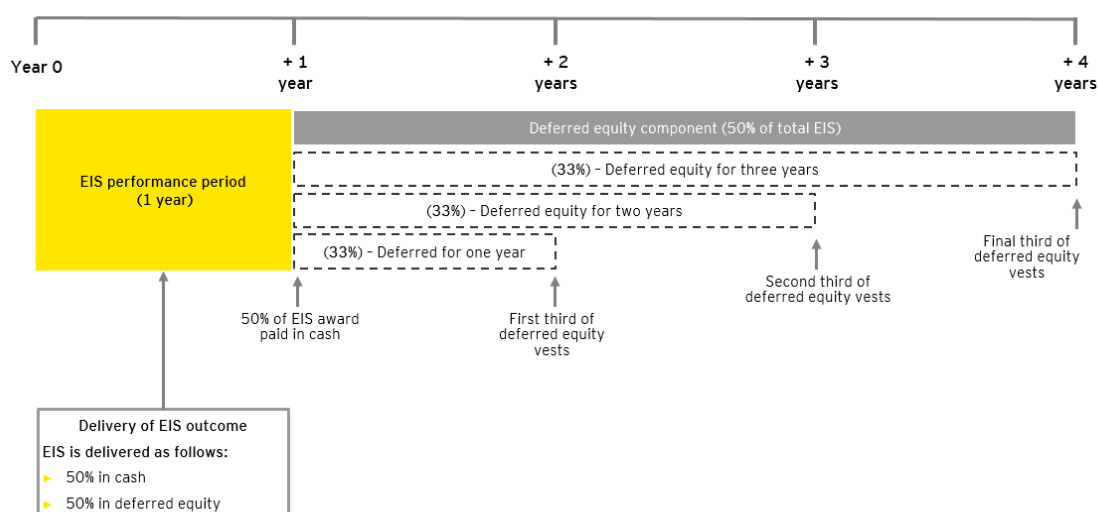 Year 0
+ 1
year
+ 2
years
+ 3
years
+ 4
years
Deferred equity component (50% of total EIS)
EIS performance period
(1 year)
(33%) – Deferred equity for three years
(33%) – Deferred equity for two years
(33%) – Deferred for one year
50% of EIS award
paid in cash
First third of
deferred equity
vests
Second third of
deferred equity vests
Final third of
deferred equity
vests
Delivery of EIS outcome
EIS is delivered as follows:
► 50% in cash
► 50% in deferred equity